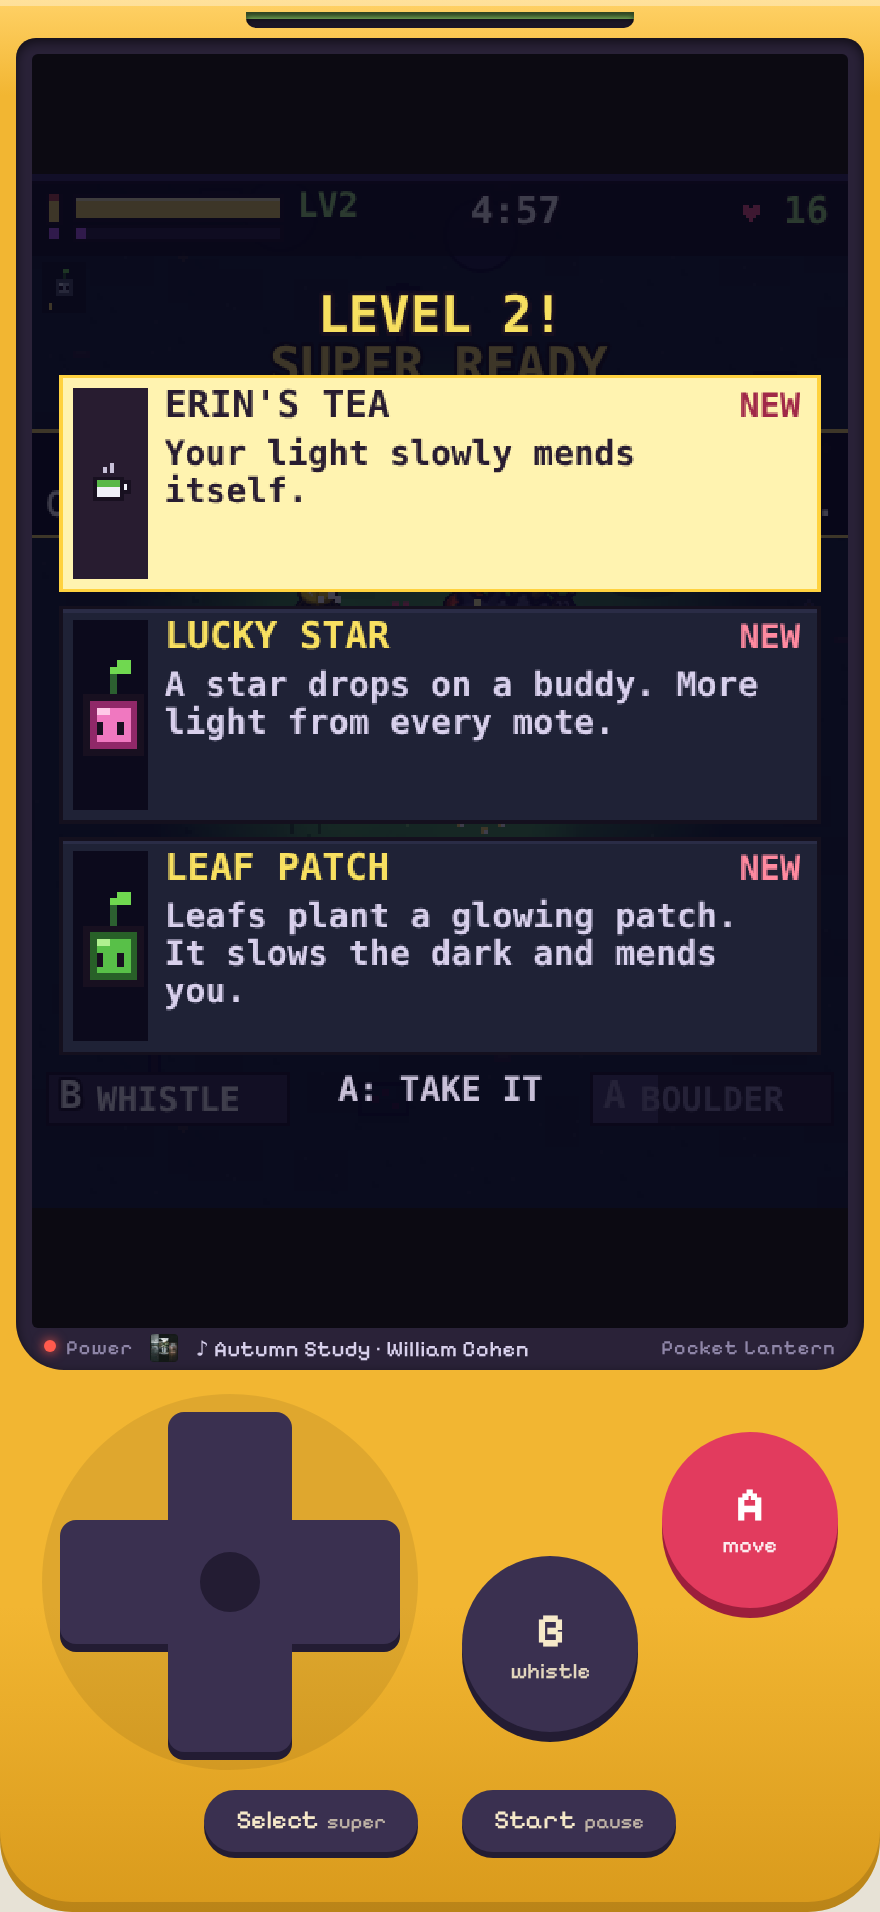 LV2
4:57
16
LEVEL 2!
SUPER READY
ERIN'S TEA
NEW
Your light slowly mends
itself.
LUCKY STAR
NEW
A star drops on a buddy. More
light from every mote.
LEAF PATCH
NEW
Leafs plant a glowing patch.
It slows the dark and mends
you.
B WHISTLE
A: TAKE IT
A BOULDER
Power
♪ Autumn Study · William Cohen
Pocket Lantern
A
move
B
whistle
Select super
Start pause